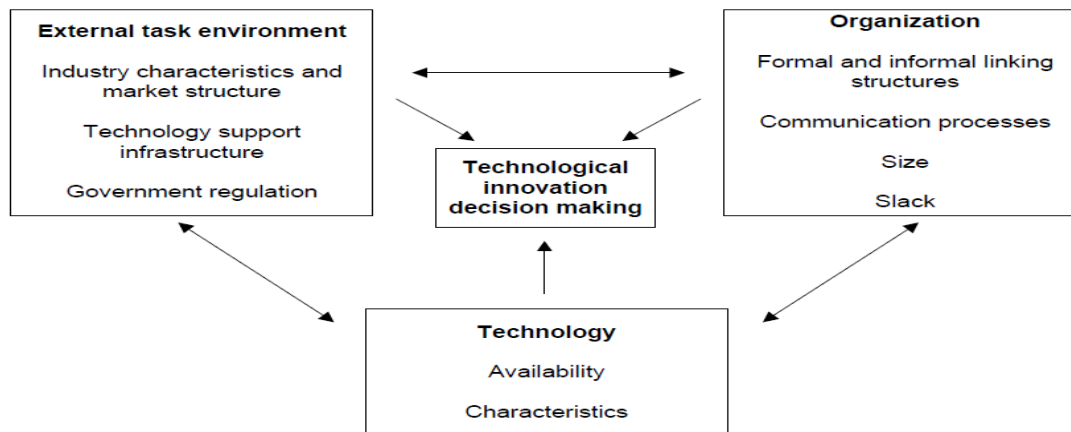 External task environment
Industry characteristics and
market structure
Technology support
infrastructure
Government regulation
Organization
Formal and informal linking
structures
Communication processes
Size
Slack
Technological
innovation
decision making
Technology
Availability
Characteristics